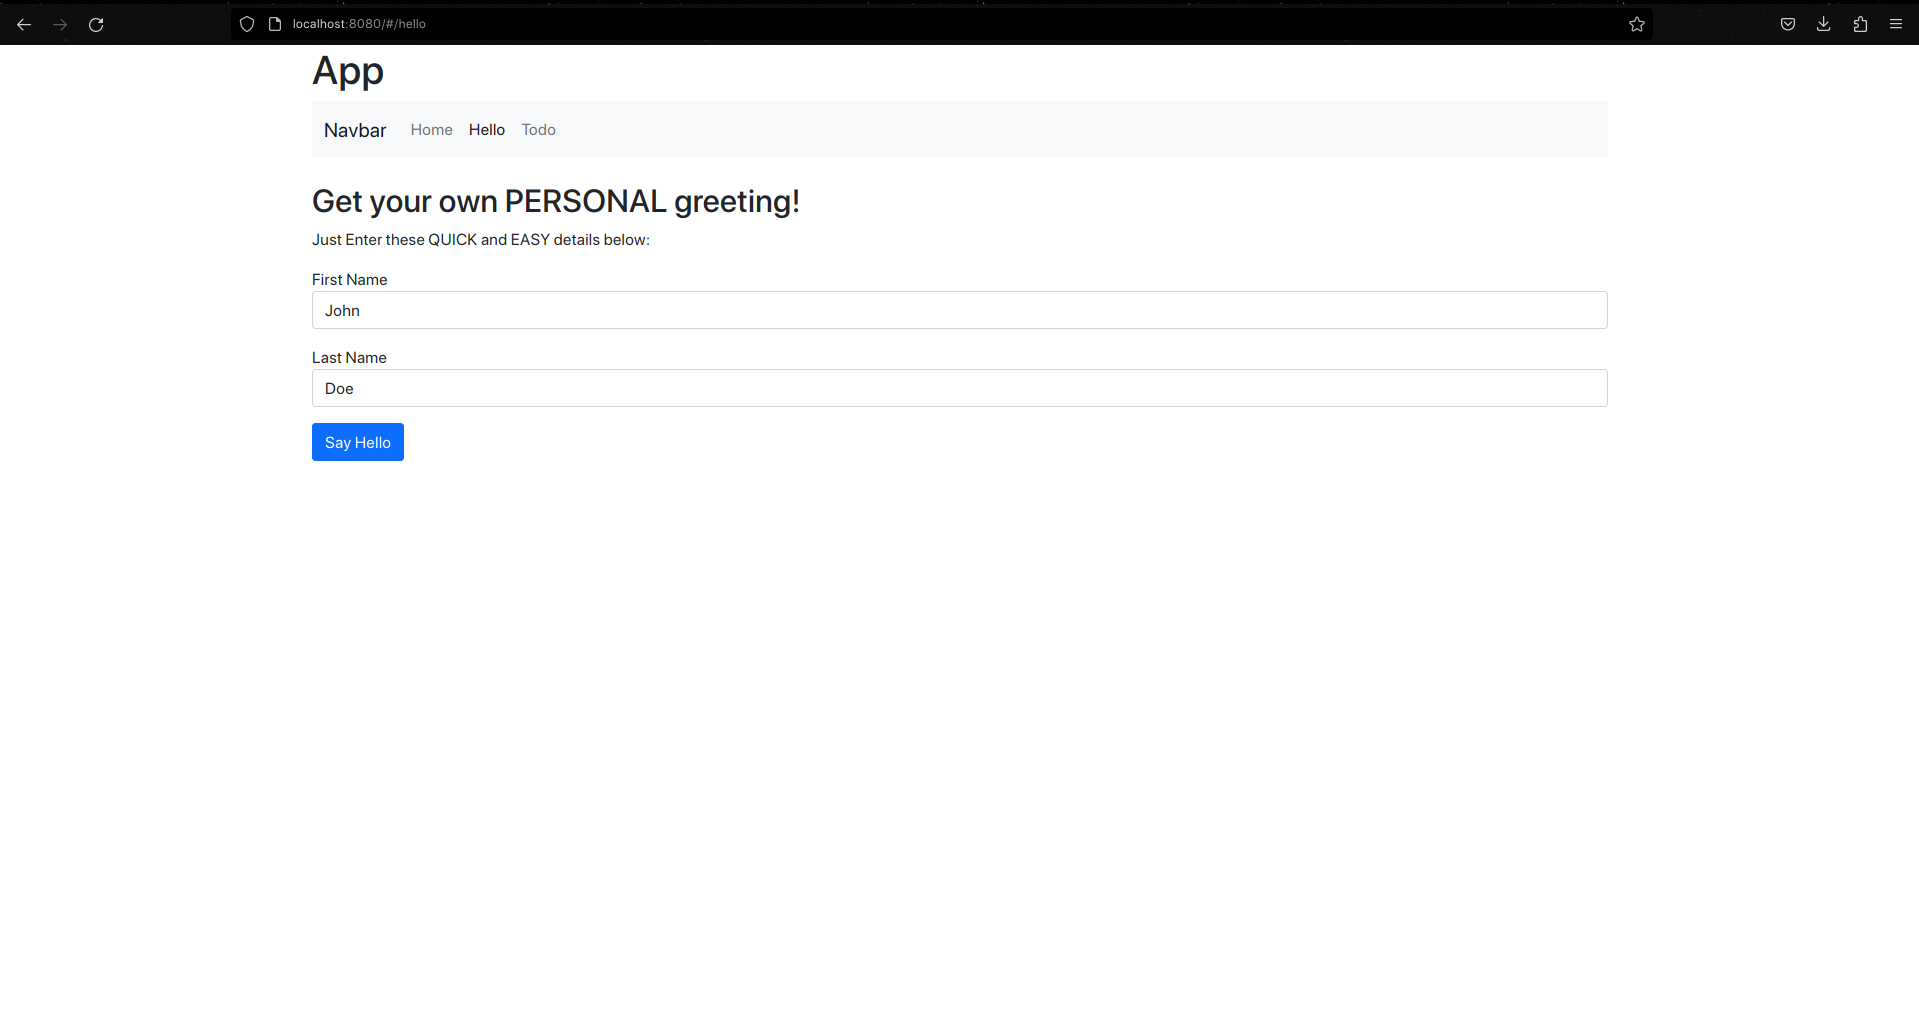 localhost:8080/#/hello
App
Navbar Home Hello Todo
Get your own PERSONAL greeting!
Just Enter these QUICK and EASY details below:
First Name
John
Last Name
Doe
Say Hello